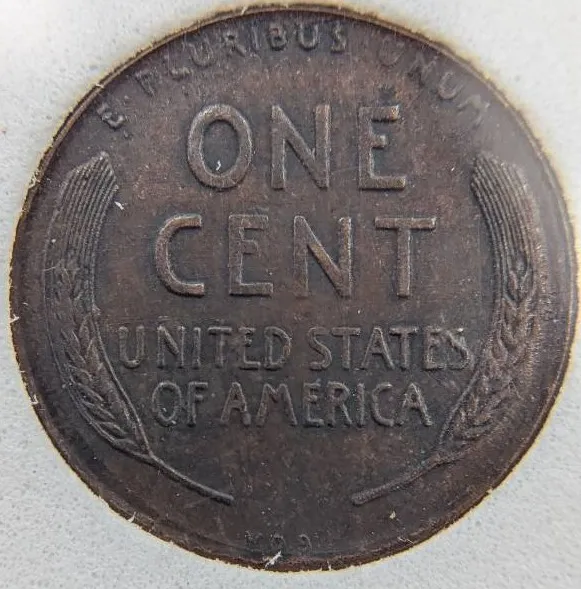 E PLURIBUS UNUM
ONE
CENT
UNITED STATES
OF AMERICA